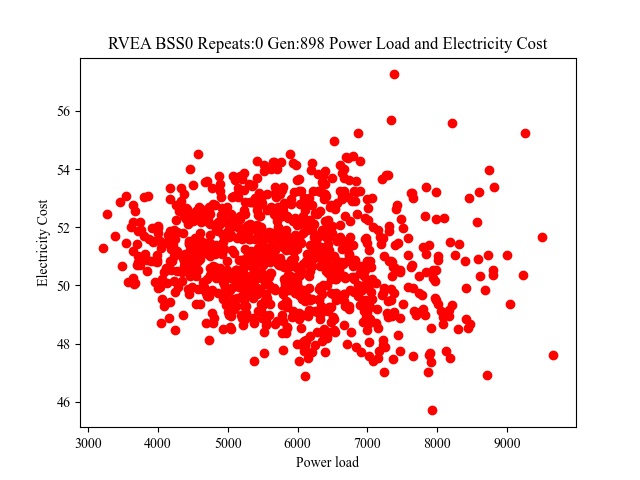 RVEA BSS0 Repeats:0 Gen:898 Power Load and Electricity Cost
56
54
52
50
48
46
Electricity Cost
3000 4000 5000 6000 7000 8000 9000
Power load